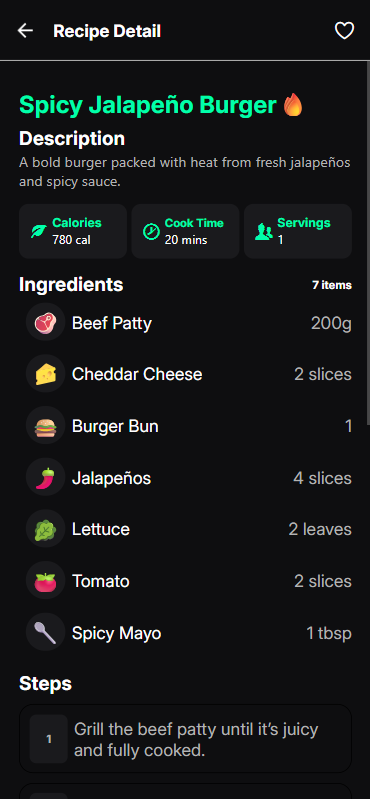 Recipe Detail
Spicy Jalapeño Burger 🔥
Description
A bold burger packed with heat from fresh jalapeños
and spicy sauce.
Calories
780 cal
Cook Time
20 mins
Servings
1
Ingredients 7 items
Beef Patty 200g
Cheddar Cheese 2 slices
Burger Bun 1
Jalapeños 4 slices
Lettuce 2 leaves
Tomato 2 slices
Spicy Mayo 1 tbsp
Steps
1 Grill the beef patty until it’s juicy
and fully cooked.